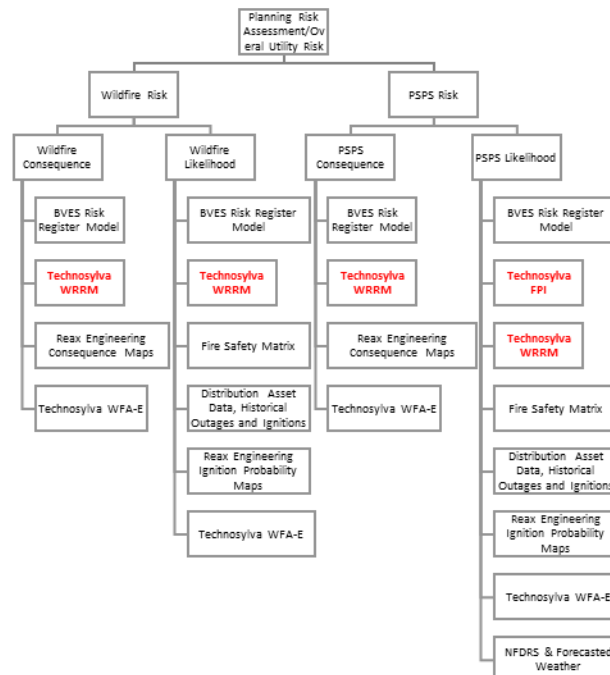 Planning Risk
Assessment/Ov
eral Utility Risk
Wildfire Risk
PSPS Risk
Wildfire
Consequence
Wildfire
Likelihood
PSPS
Consequence
PSPS Likelihood
BVES Risk
Register Model
Technosylva
WRRM
Reax Engineering
Consequence Maps
Technosylva WFA-E
BVES Risk Register
Model
Technosylva
WRRM
Fire Safety Matrix
Distribution Asset
Data, Historical
Outages and Ignitions
Reax Engineering
Ignition Probability
Maps
Technosylva WFA-E
BVES Risk
Register Model
Technosylva
WRRM
Reax Engineering
Consequence Maps
Technosylva WFA-E
BVES Risk Register
Model
Technosylva
FPI
Technosylva
WRRM
Fire Safety Matrix
Distribution Asset
Data, Historical
Outages and Ignitions
Reax Engineering
Ignition Probability
Maps
Technosylva WFA-E
NFDRS & Forecasted
Weather